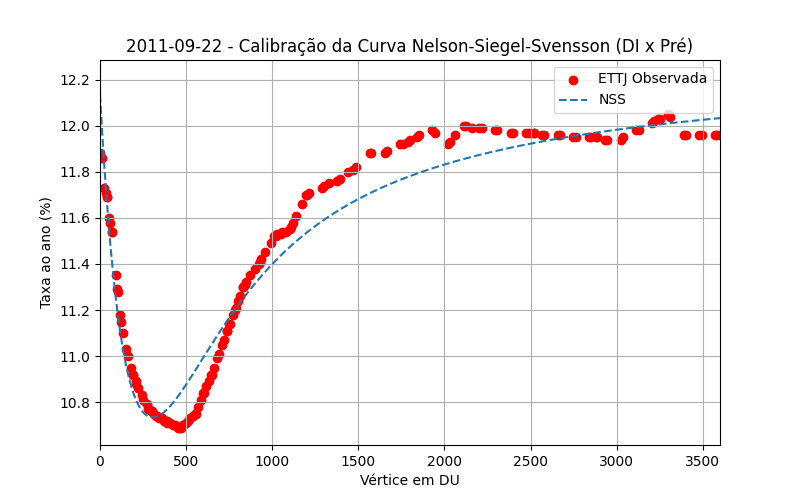 2011-09-22 - Calibração da Curva Nelson-Siegel-Svensson (DI x Pré)
ETTJ Observada
NSS
Taxa ao ano (%)
12.2
12.0
11.8
11.6
11.4
11.2
11.0
10.8
0 500 1000 1500 2000 2500 3000 3500
Vértice em DU